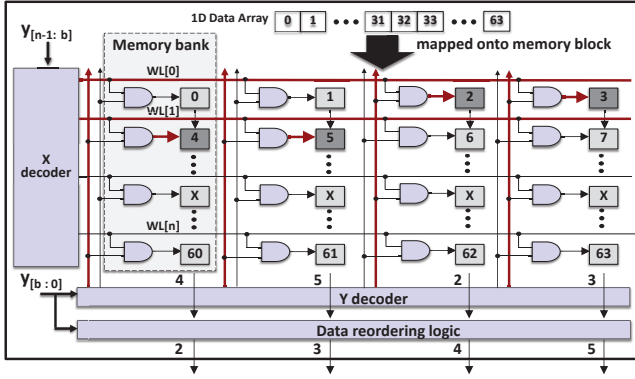 1D Data Array 0 1 ••• 31 32 33 ••• 63
y[n-1: b]
Memory bank
mapped onto memory block
WL[0]
0 1 2 3
WL[1]
4 5 6 7
X decoder
X X X X
WL[n]
60 61 62 63
4 5 2 3
y[b : 0]
Y decoder
Data reordering logic
2 3 4 5